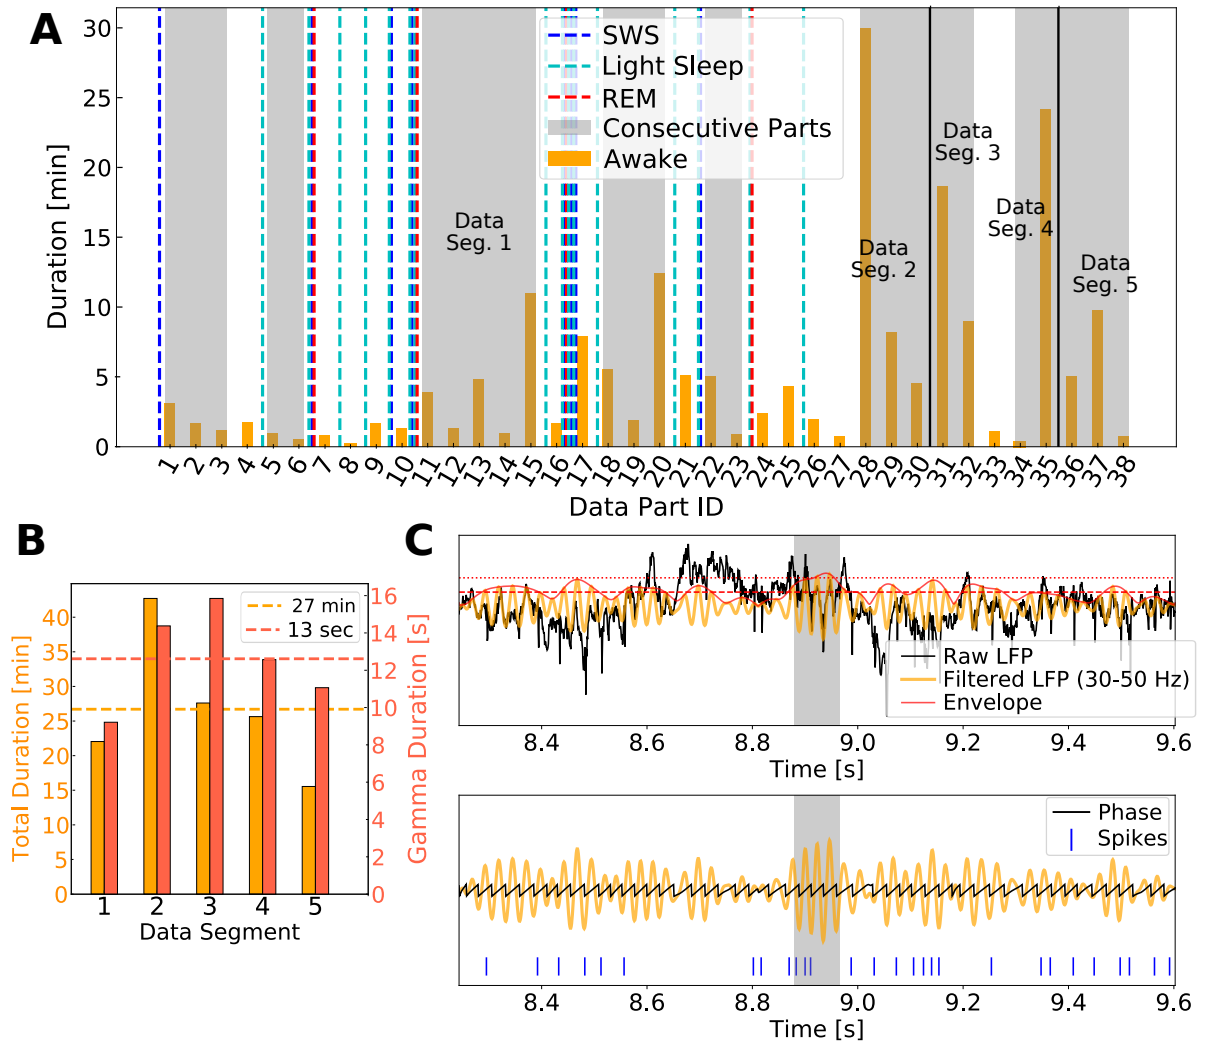 A
30
25
20
15
10
5
0
Duration [min]
SWS
Light Sleep
REM
Consecutive Parts
Awake
Data
Seg. 1
Data
Seg. 2
Data
Seg. 3
Data
Seg. 4
Data
Seg. 5
1 2 3 4 5 6 7 8 9 10 11 12 13 14 15 16 17 18 19 20 21 22 23 24 25 26 27 28 29 30 31 32 33 34 35 36 37 38
Data Part ID
B
40
35
30
25
20
15
10
5
0
Total Duration [min]
27 min
13 sec
16
14
12
10
8
6
4
2
0
Gamma Duration [s]
1 2 3 4 5
Data Segment
C
Raw LFP
Filtered LFP (30-50 Hz)
Envelope
8.4 8.6 8.8 9.0 9.2 9.4 9.6
Time [s]
Phase
Spikes
8.4 8.6 8.8 9.0 9.2 9.4 9.6
Time [s]